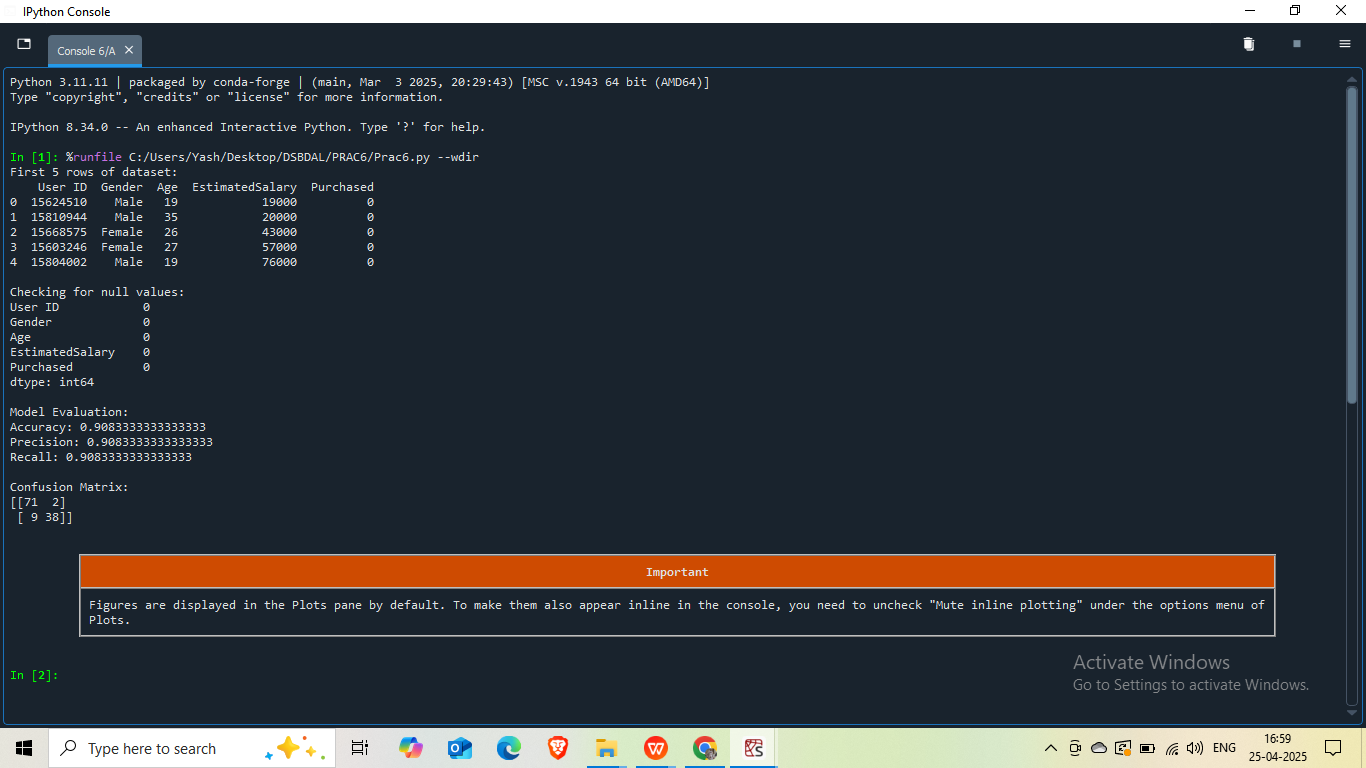 IPython Console
Console 6/A
Python 3.11.11 | packaged by conda-forge | (main, Mar  3 2025, 20:29:43) [MSC v.1943 64 bit (AMD64)]
Type "copyright", "credits" or "license" for more information.
IPython 8.34.0 -- An enhanced Interactive Python. Type '?' for help.
In [1]: %runfile C:/Users/Yash/Desktop/DSBDAL/PRAC6/Prac6.py --wdir
First 5 rows of dataset:
    User ID  Gender  Age  EstimatedSalary  Purchased
0  15624510    Male   19            19000          0
1  15810944    Male   35            20000          0
2  15668575  Female   26            43000          0
3  15603246  Female   27            57000          0
4  15804002    Male   19            76000          0
Checking for null values:
User ID            0
Gender             0
Age                0
EstimatedSalary    0
Purchased          0
dtype: int64
Model Evaluation:
Accuracy: 0.9083333333333333
Precision: 0.9083333333333333
Recall: 0.9083333333333333
Confusion Matrix:
[[71  2]
 [ 9 38]]
Important
Figures are displayed in the Plots pane by default. To make them also appear inline in the console, you need to uncheck "Mute inline plotting" under the options menu of
Plots.
In [2]:
Activate Windows
Go to Settings to activate Windows.
Type here to search
ENG
16:59
25-04-2025